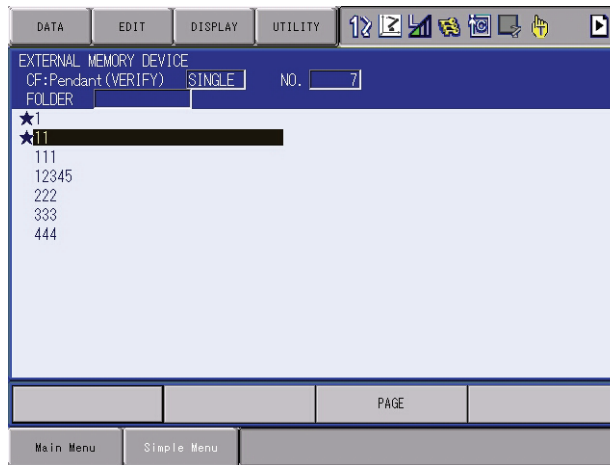 DATA EDIT DISPLAY UTILITY
EXTERNAL MEMORY DEVICE
CF:Pendant(VERIFY) SINGLE NO. 7
FOLDER
★1
★11
111
12345
222
333
444
PAGE
Main Menu Simple Menu